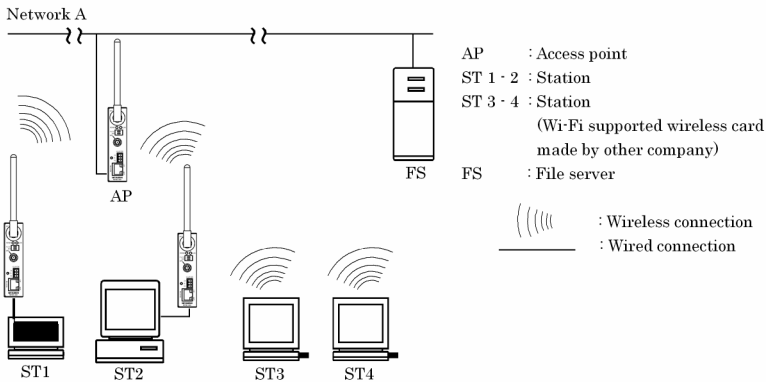 Network A
AP : Access point
ST 1 - 2 : Station
ST 3 - 4 : Station
(Wi-Fi supported wireless card
made by other company)
FS : File server
: Wireless connection
: Wired connection
AP
FS
ST1
ST2
ST3
ST4